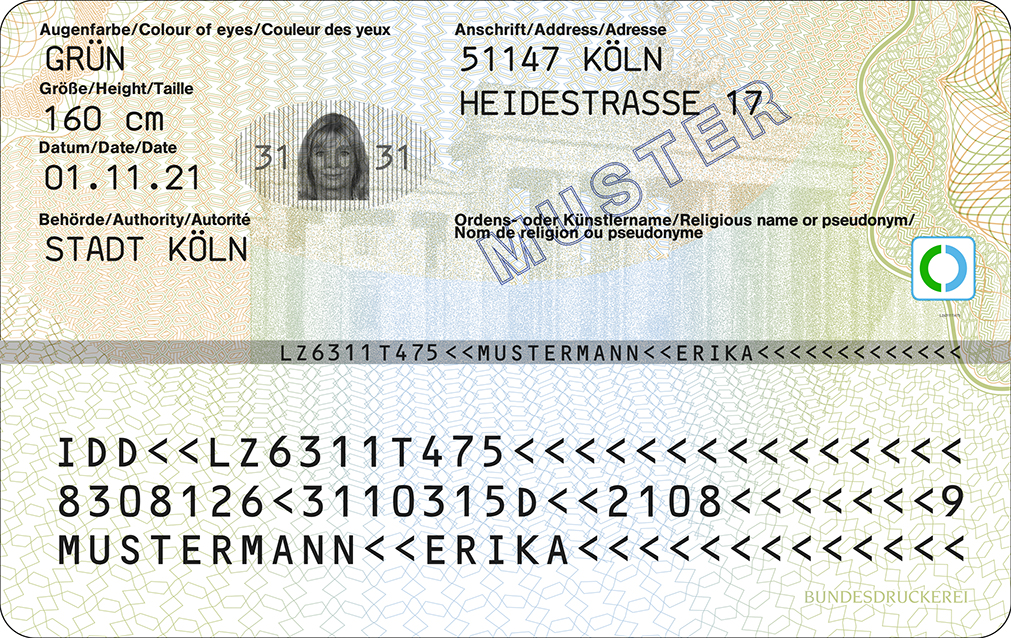 Augenfarbe/Colour of eyes/Couleur des yeux
GRÜN
Größe/Height/Taille
160 cm
Datum/Date/Date
01.11.21
Behörde/Authority/Autorité
STADT KÖLN
31 31
Anschrift/Address/Adresse
51147 KÖLN
HEIDESTRASSE 17
MUSTER
Ordens- oder Künstlername/Religious name or pseudonym/
Nom de religion ou pseudonyme
LZ6311T475<<MUSTERMANN<<ERIKA<<<<<<<<<<<<<
IDD<<LZ6311T475<<<<<<<<<<<<<<<
8308126<3110315D<<2108<<<<<<<9
MUSTERMANN<<ERIKA<<<<<<<<<<<<<
BUNDESDRUCKEREI